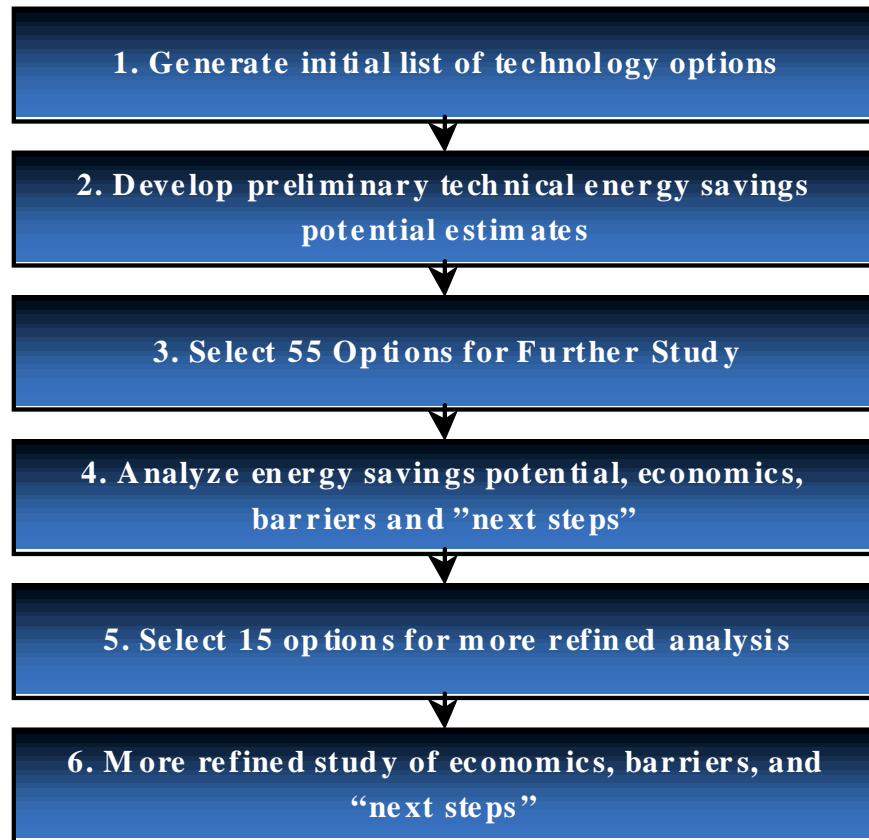 1. Generate initial list of technology options
2. Develop preliminary technical energy savings
potential estimates
3. Select 55 Options for Further Study
4. Analyze energy savings potential, economics,
barriers and ”next steps”
5. Select 15 options for more refined analysis
6. More refined study of economics, barriers, and
“next steps”